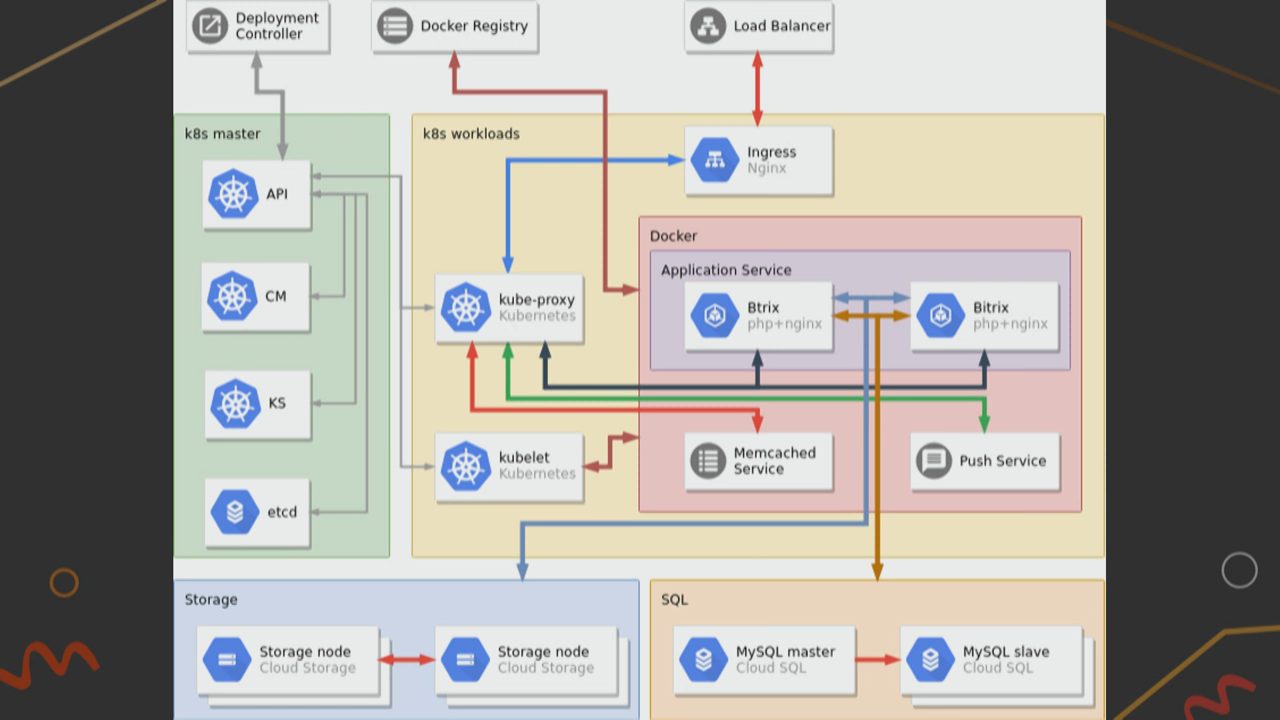 Deployment
Controller
Docker Registry
Load Balancer
k8s master
k8s workloads
Ingress
Nginx
API
Docker
Application Service
CM
kube-proxy
Kubernetes
Btrix
php+nginx
Bitrix
php+nginx
KS
kubelet
Kubernetes
Memcached
Service
Push Service
etcd
Storage
SQL
Storage node
Cloud Storage
Storage node
Cloud Storage
MySQL master
Cloud SQL
MySQL slave
Cloud SQL